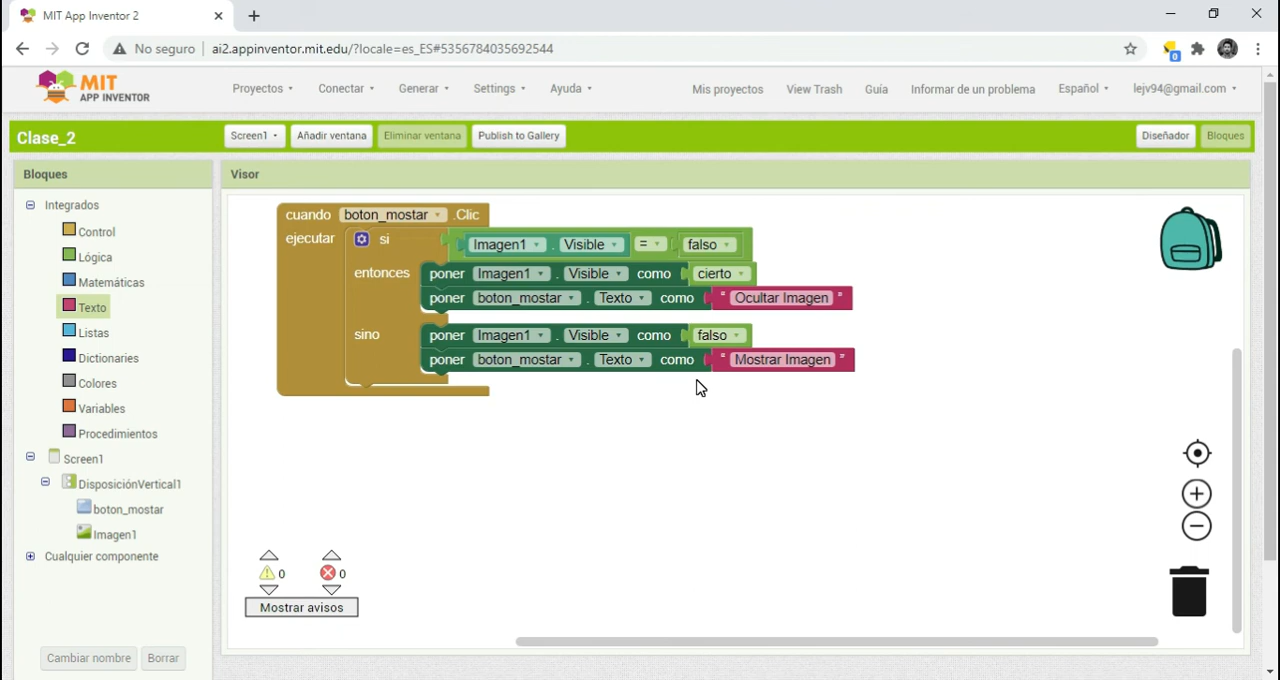 MIT App Inventor 2
No seguro ai2.appinventor.mit.edu/?locale=es_ES#5356784035692544
0
MIT
APP INVENTOR
Proyectos Conectar Generar Settings Ayuda Mis proyectos View Trash Guía Informar de un problema Español lejv94@gmail.com
Clase_2 Screen1 Añadir ventana Eliminar ventana Publish to Gallery Diseñador Bloques
Bloques
Integrados
Control
Lógica
Matemáticas
Texto
Listas
Dictionaries
Colores
Variables
Procedimientos
Screen1
DisposiciónVertical1
boton_mostar
Imagen1
Cualquier componente
Cambiar nombre Borrar
Visor
cuando boton_mostar .Clic
ejecutar si Imagen1 . Visible = falso
entonces poner Imagen1 . Visible como cierto
poner boton_mostar . Texto como " Ocultar Imagen "
sino poner Imagen1 . Visible como falso
poner boton_mostar . Texto como " Mostrar Imagen "
0 0
Mostrar avisos